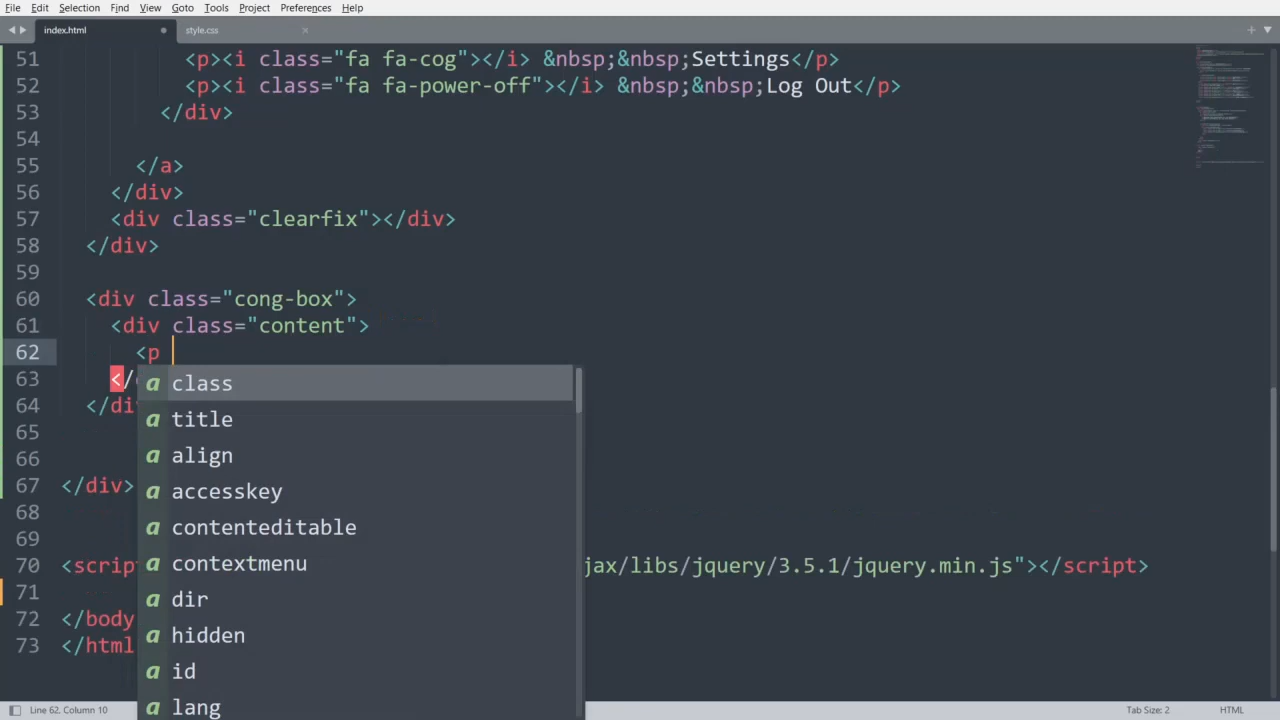 File Edit Selection Find View Goto Tools Project Preferences Help
index.html style.css
51 <p><i class="fa fa-cog"></i> &nbsp;&nbsp;Settings</p>
52 <p><i class="fa fa-power-off"></i> &nbsp;&nbsp;Log Out</p>
53 </div>
54
55 </a>
56 </div>
57 <div class="clearfix"></div>
58 </div>
59
60 <div class="cong-box">
61 <div class="content">
62 <p
63 </
64 </di
65
66
67 </div>
68
69
70 <scrip jax/libs/jquery/3.5.1/jquery.min.js"></script>
71
72 </body
73 </html
a class
a title
a align
a accesskey
a contenteditable
a contextmenu
a dir
a hidden
a id
a lang
Line 62, Column 10 Tab Size: 2 HTML